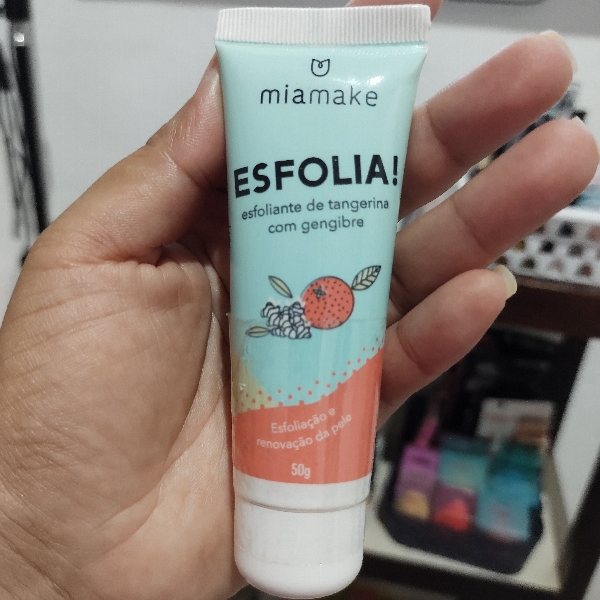 miamake
ESFOLIA!
esfoliante de tangerina
com gengibre
Esfoliação e
renovação da pele
50g